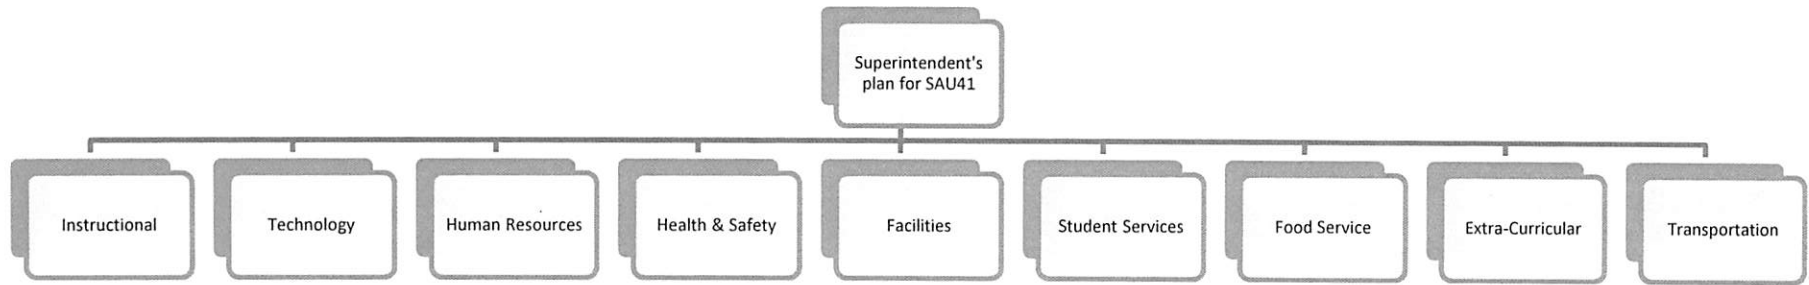 Superintendent's
plan for SAU41
Instructional
Technology
Human Resources
Health & Safety
Facilities
Student Services
Food Service
Extra-Curricular
Transportation